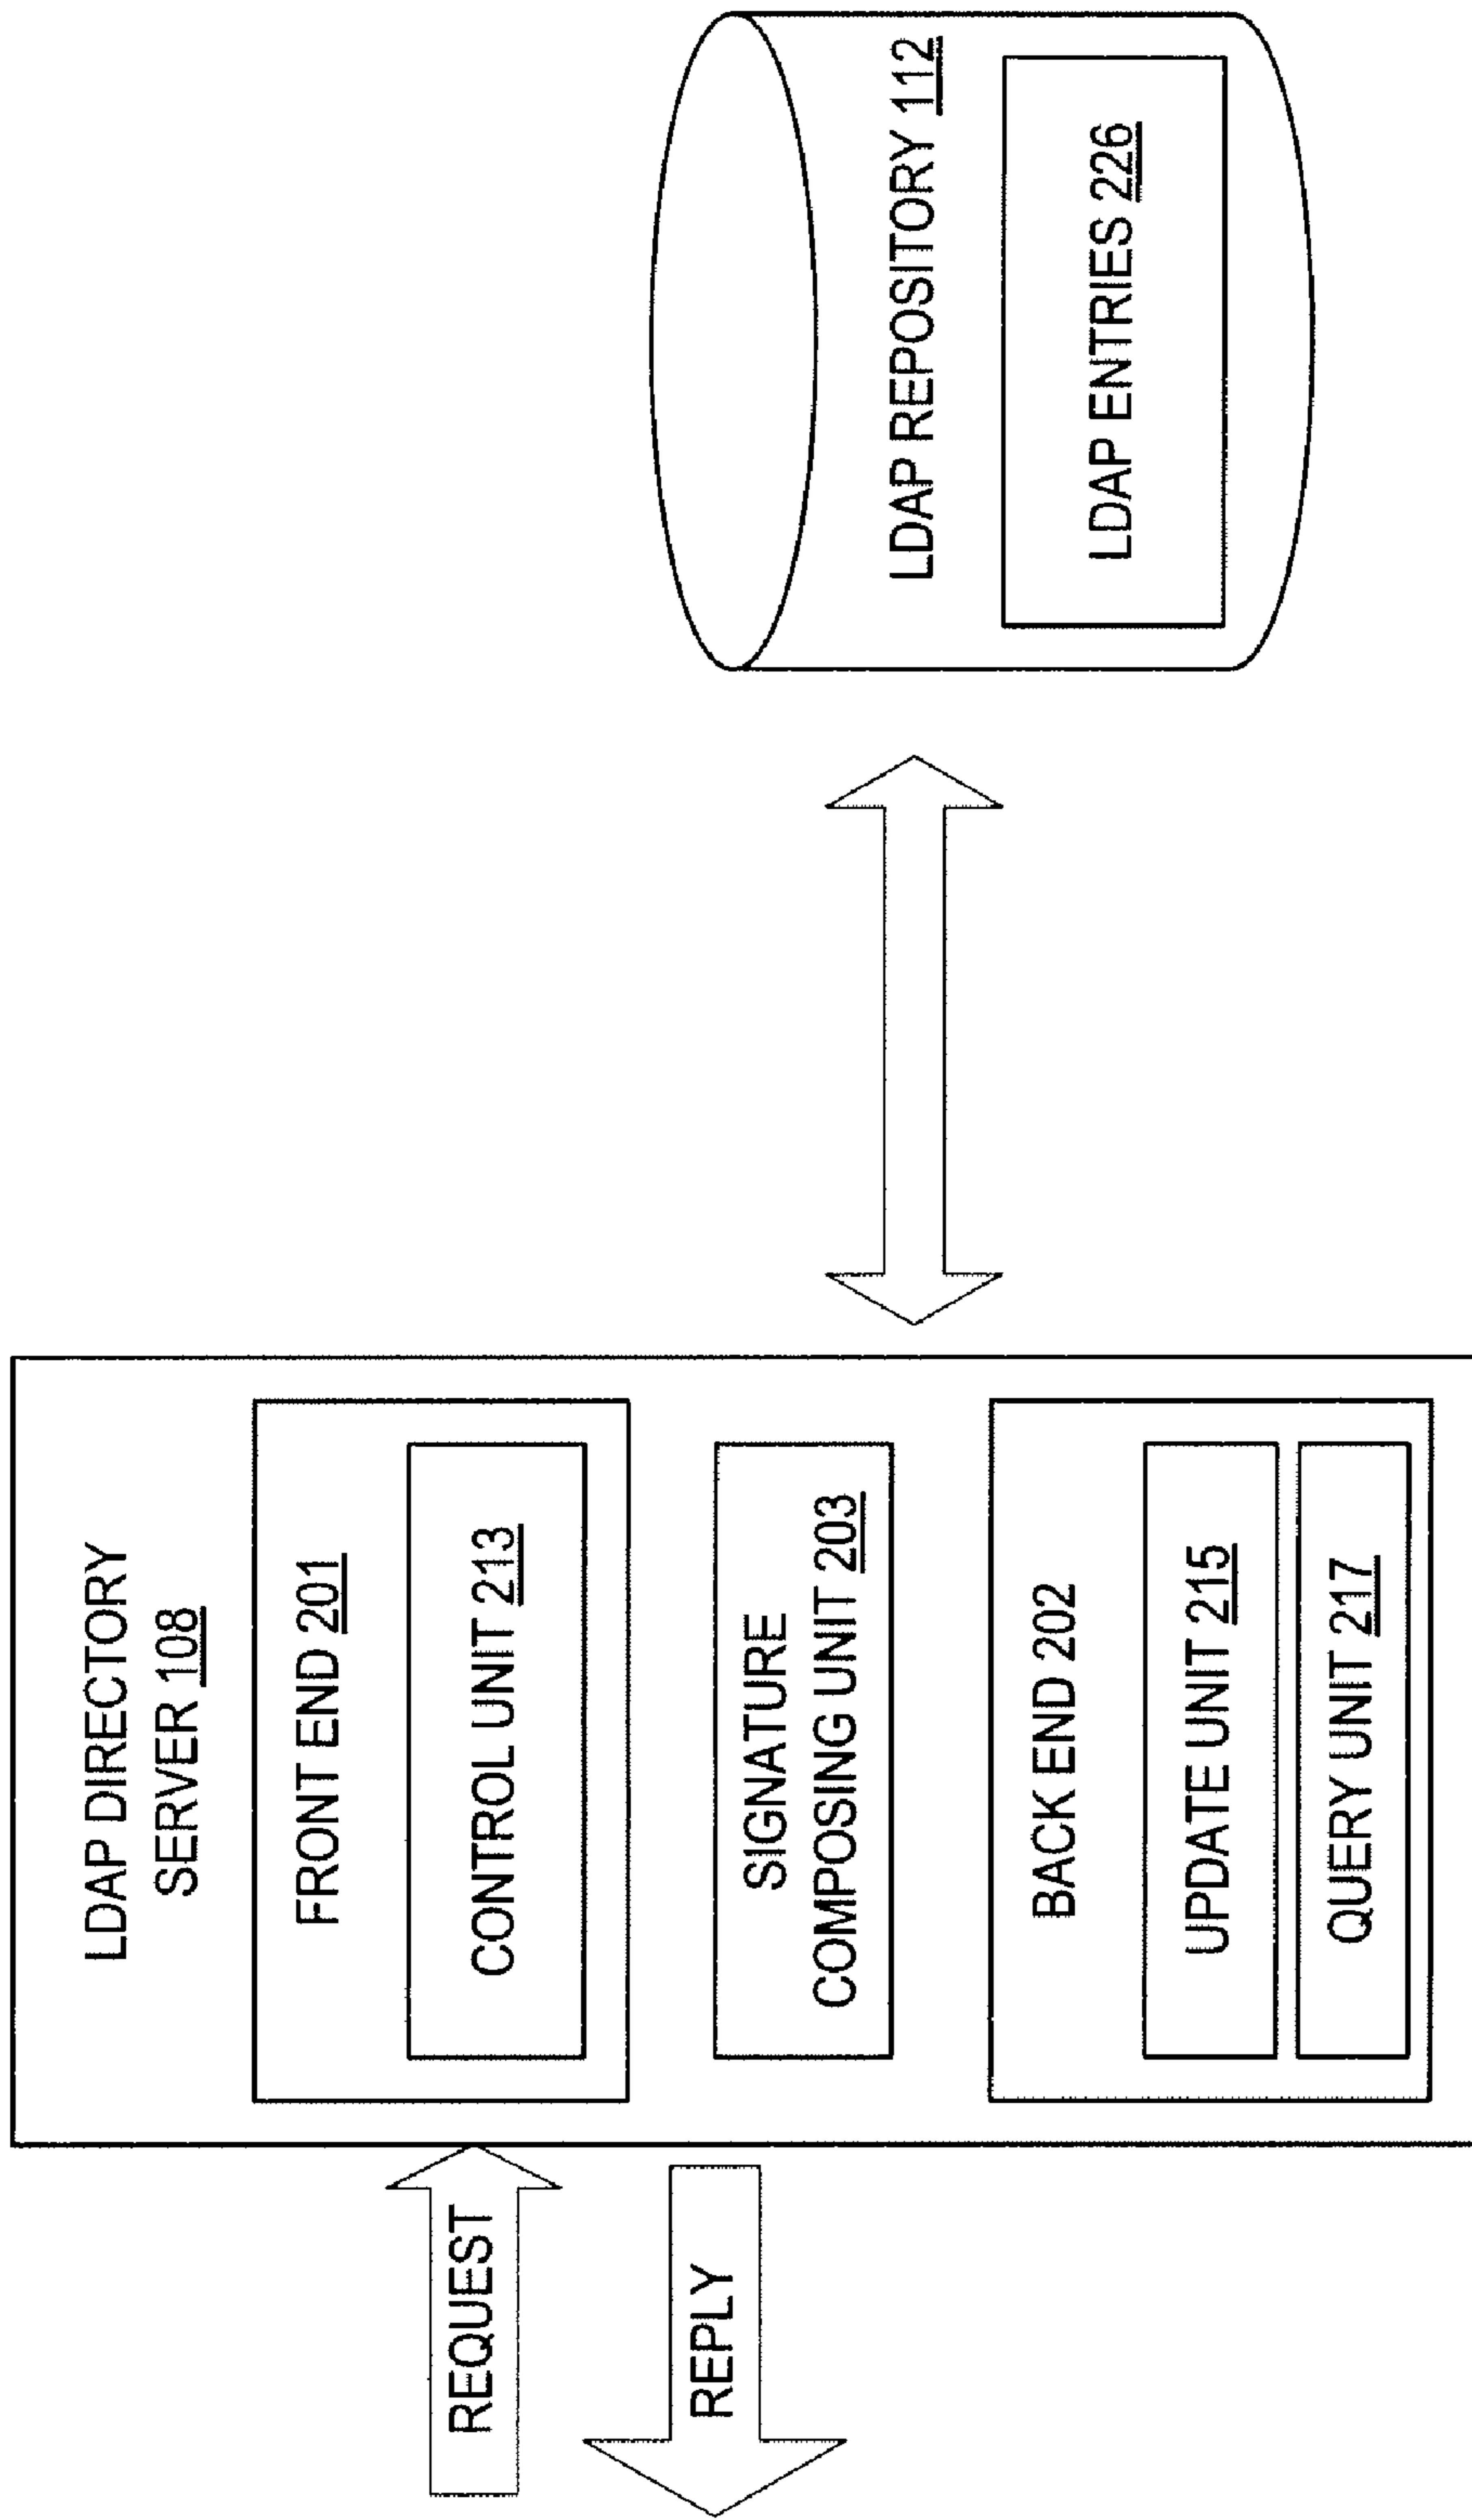 LDAP DIRECTORY
SERVER 108
FRONT END 201
CONTROL UNIT 213
SIGNATURE
COMPOSING UNIT 203
BACK END 202
UPDATE UNIT 215
QUERY UNIT 217
REQUEST
REPLY
LDAP REPOSITORY 112
LDAP ENTRIES 226